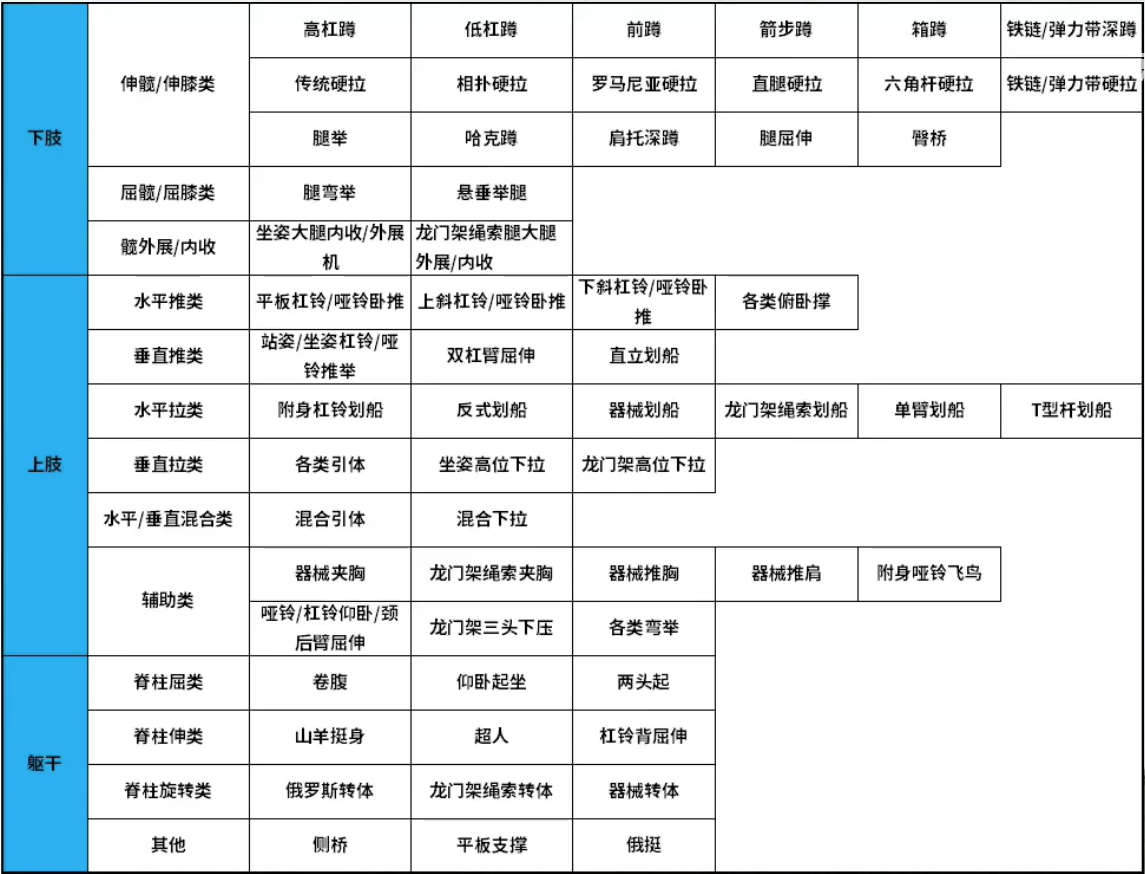 下肢
伸髋/伸膝类
高杠蹲
低杠蹲
前蹲
箭步蹲
箱蹲
铁链/弹力带深蹲
传统硬拉
相扑硬拉
罗马尼亚硬拉
直腿硬拉
六角杆硬拉
铁链/弹力带硬拉
腿举
哈克蹲
肩托深蹲
腿屈伸
臀桥
屈髋/屈膝类
腿弯举
悬垂举腿
髋外展/内收
坐姿大腿内收/外展
机
龙门架绳索腿大腿
外展/内收
上肢
水平推类
平板杠铃/哑铃卧推
上斜杠铃/哑铃卧推
下斜杠铃/哑铃卧
推
各类俯卧撑
垂直推类
站姿/坐姿杠铃/哑
铃推举
双杠臂屈伸
直立划船
水平拉类
附身杠铃划船
反式划船
器械划船
龙门架绳索划船
单臂划船
T型杆划船
垂直拉类
各类引体
坐姿高位下拉
龙门架高位下拉
水平/垂直混合类
混合引体
混合下拉
辅助类
器械夹胸
龙门架绳索夹胸
器械推胸
器械推肩
附身哑铃飞鸟
哑铃/杠铃仰卧/颈
后臂屈伸
龙门架三头下压
各类弯举
躯干
脊柱屈类
卷腹
仰卧起坐
两头起
脊柱伸类
山羊挺身
超人
杠铃背屈伸
脊柱旋转类
俄罗斯转体
龙门架绳索转体
器械转体
其他
侧桥
平板支撑
俄挺